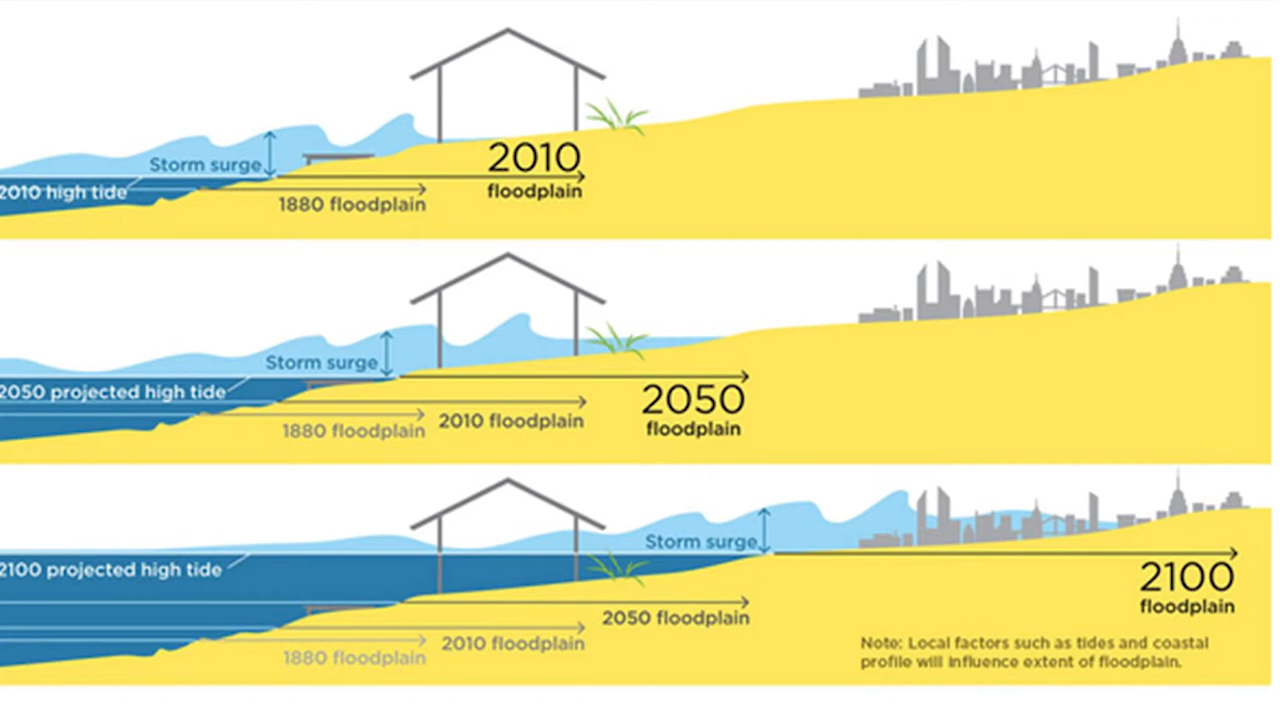 Storm surge
2010 high tide
1880 floodplain
2010
floodplain
Storm surge
2050 projected high tide
1880 floodplain
2010 floodplain
2050
floodplain
Storm surge
2100 projected high tide
1880 floodplain
2010 floodplain
2050 floodplain
2100
floodplain
Note: Local factors such as tides and coastal
profile will influence extent of floodplain.